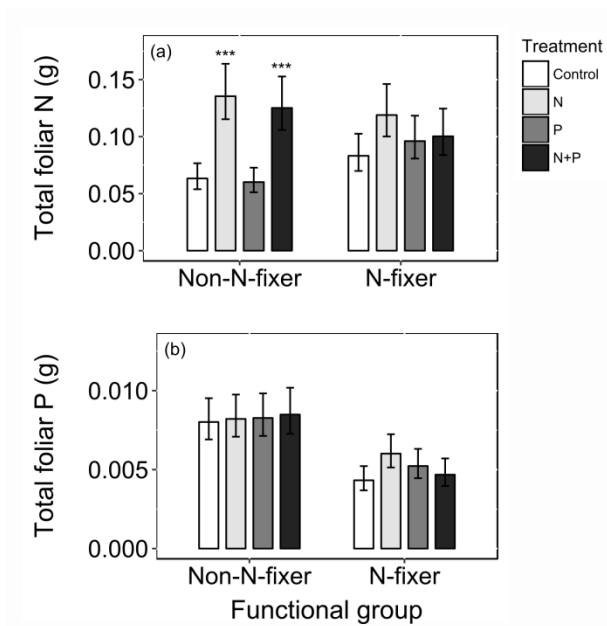 (a)
*** ***
Total foliar N (g)
0.15
0.10
0.05
0.00
Non-N-fixer N-fixer
Treatment
Control
N
P
N+P
(b)
Total foliar P (g)
0.010
0.005
0.000
Non-N-fixer N-fixer
Functional group